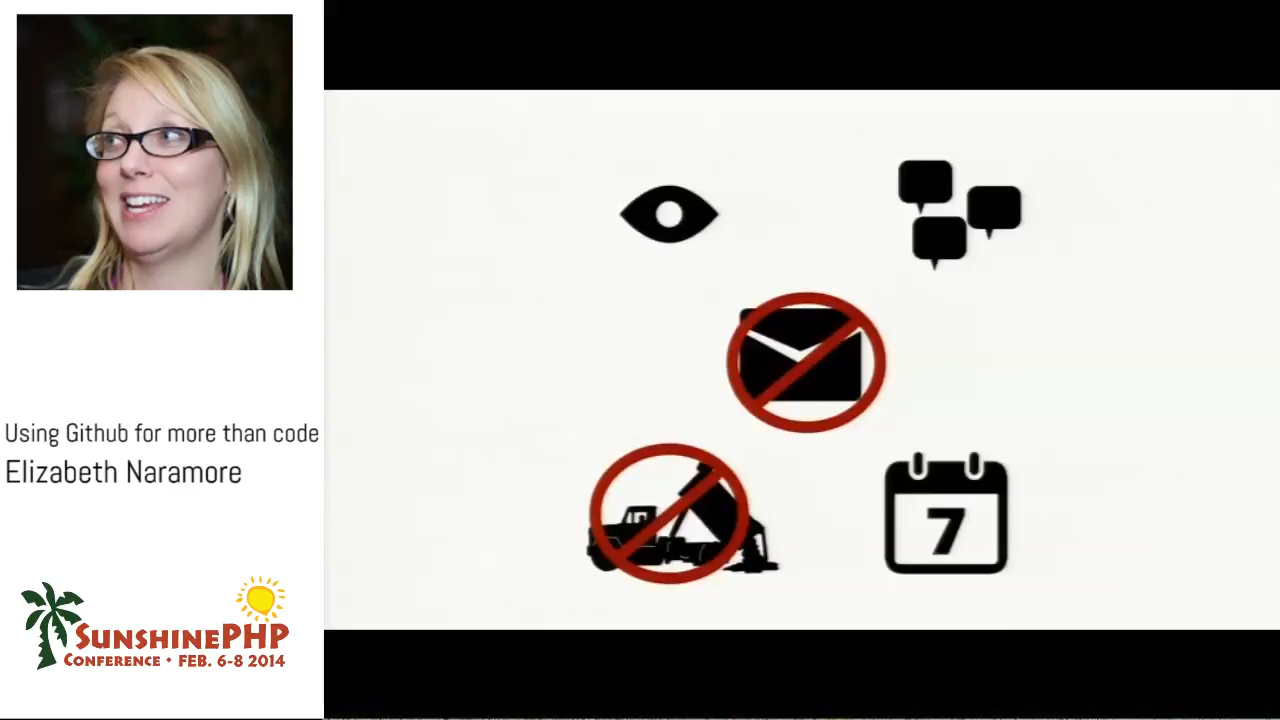 Using Github for more than code
Elizabeth Naramore
SUNSHINEPHP
CONFERENCE • FEB. 6-8 2014
7